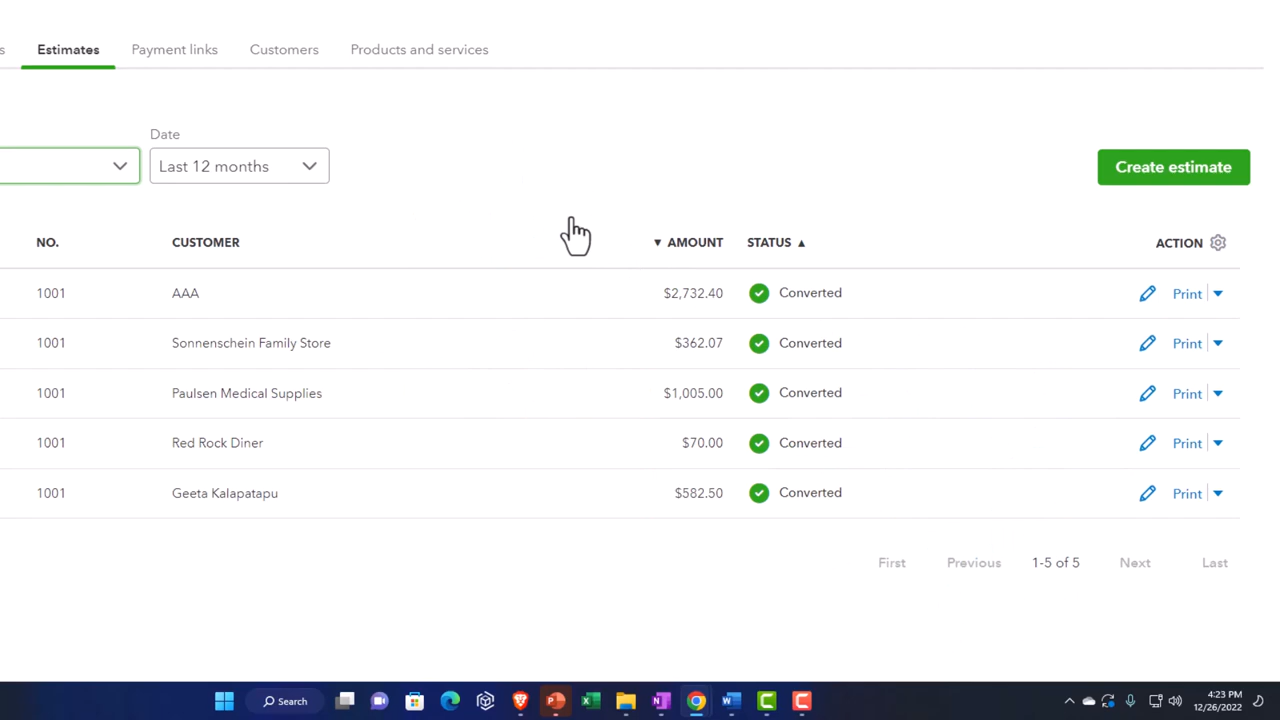 s Estimates Payment links Customers Products and services
Date
Last 12 months
Create estimate
NO. CUSTOMER ▼ AMOUNT STATUS ▲ ACTION
1001 AAA $2,732.40 Converted Print
1001 Sonnenschein Family Store $362.07 Converted Print
1001 Paulsen Medical Supplies $1,005.00 Converted Print
1001 Red Rock Diner $70.00 Converted Print
1001 Geeta Kalapatapu $582.50 Converted Print
First Previous 1-5 of 5 Next Last
Search
4:23 PM
12/26/2022